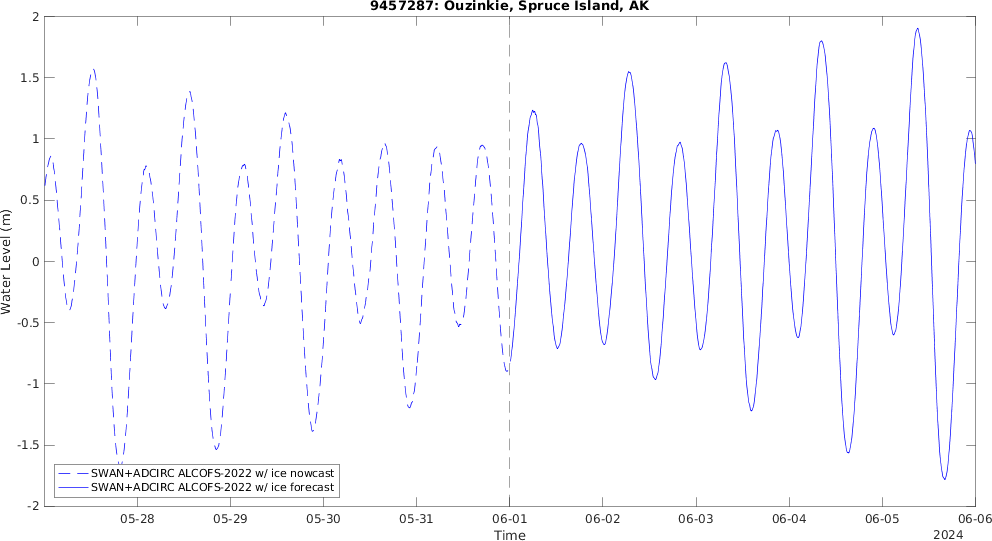 9457287: Ouzinkie, Spruce Island, AK
2
1.5
1
0.5
0
-0.5
-1
-1.5
-2
Water Level (m)
SWAN+ADCIRC ALCOFS-2022 w/ ice nowcast
SWAN+ADCIRC ALCOFS-2022 w/ ice forecast
05-28 05-29 05-30 05-31 06-01 06-02 06-03 06-04 06-05 06-06
Time
2024